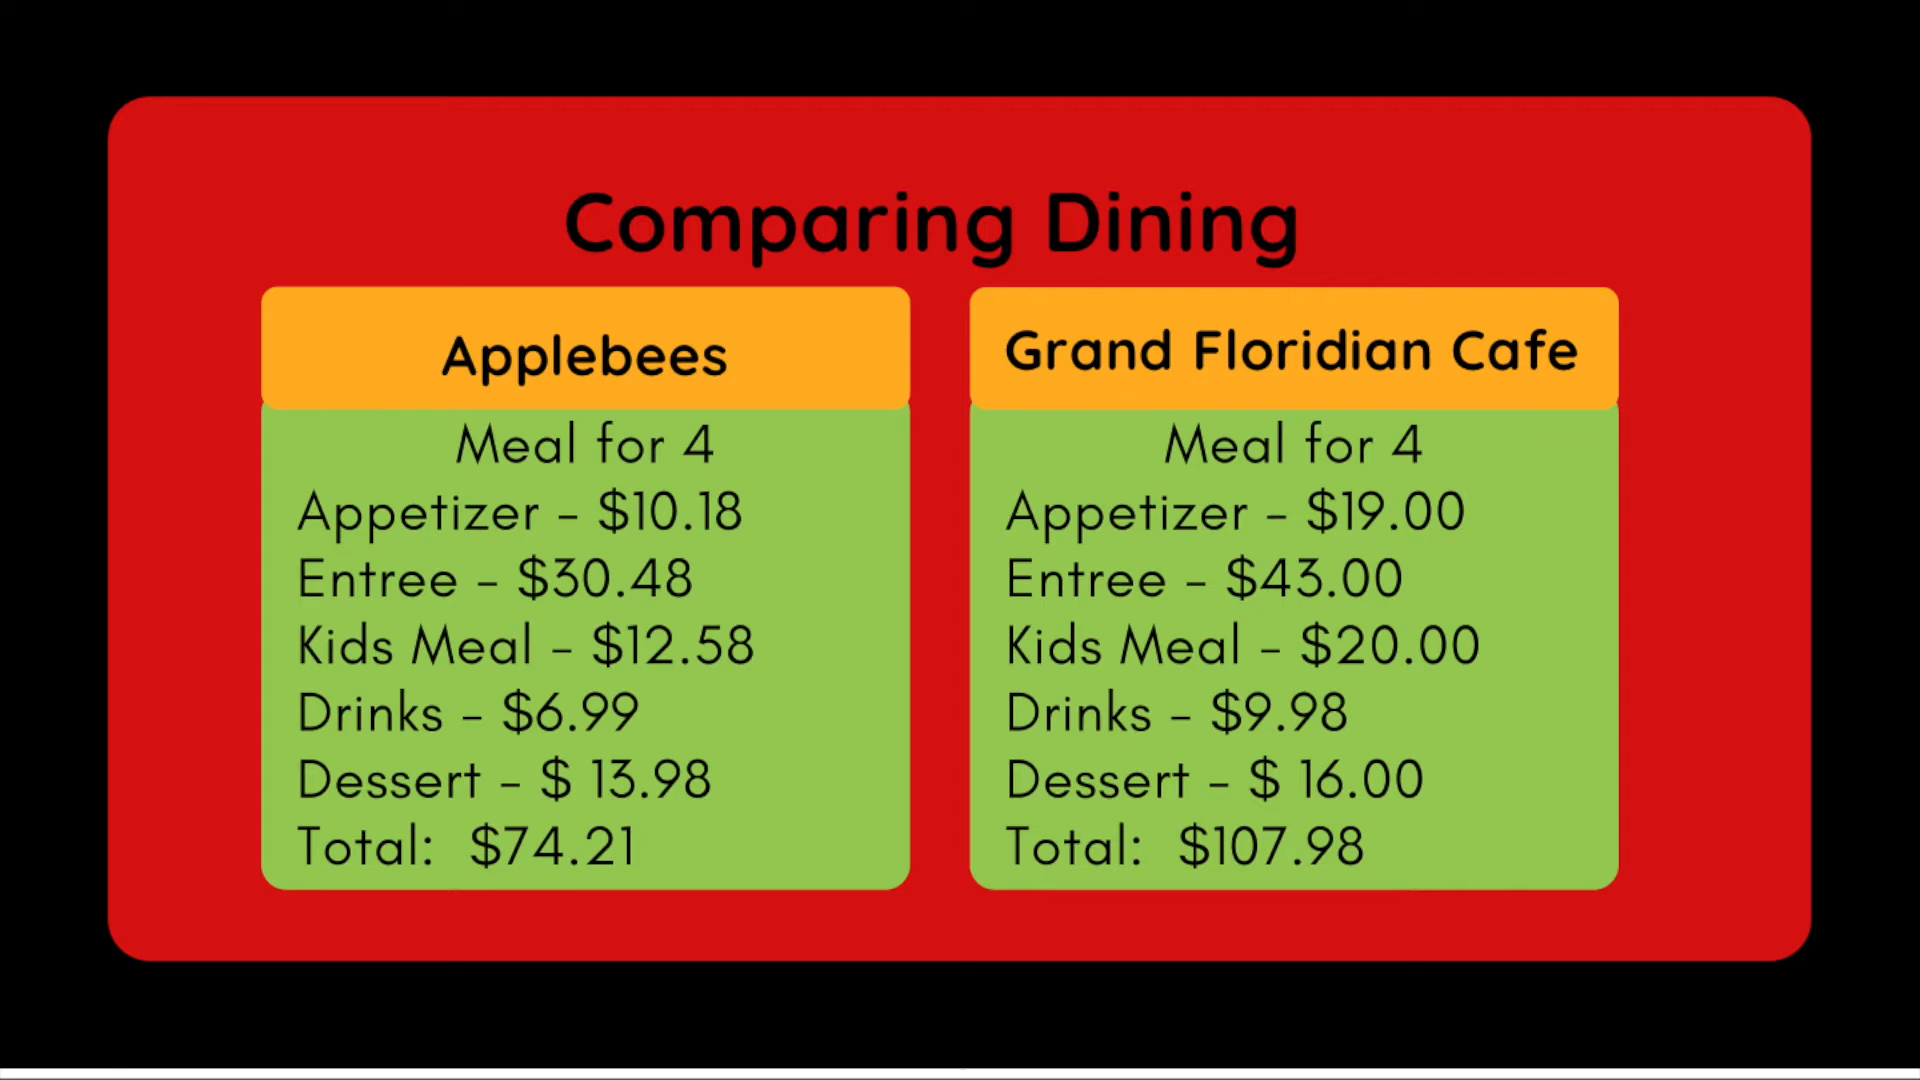 Comparing Dining
Applebees
Meal for 4
Appetizer - $10.18
Entree - $30.48
Kids Meal - $12.58
Drinks - $6.99
Dessert - $ 13.98
Total: $74.21
Grand Floridian Cafe
Meal for 4
Appetizer - $19.00
Entree - $43.00
Kids Meal - $20.00
Drinks - $9.98
Dessert - $ 16.00
Total: $107.98